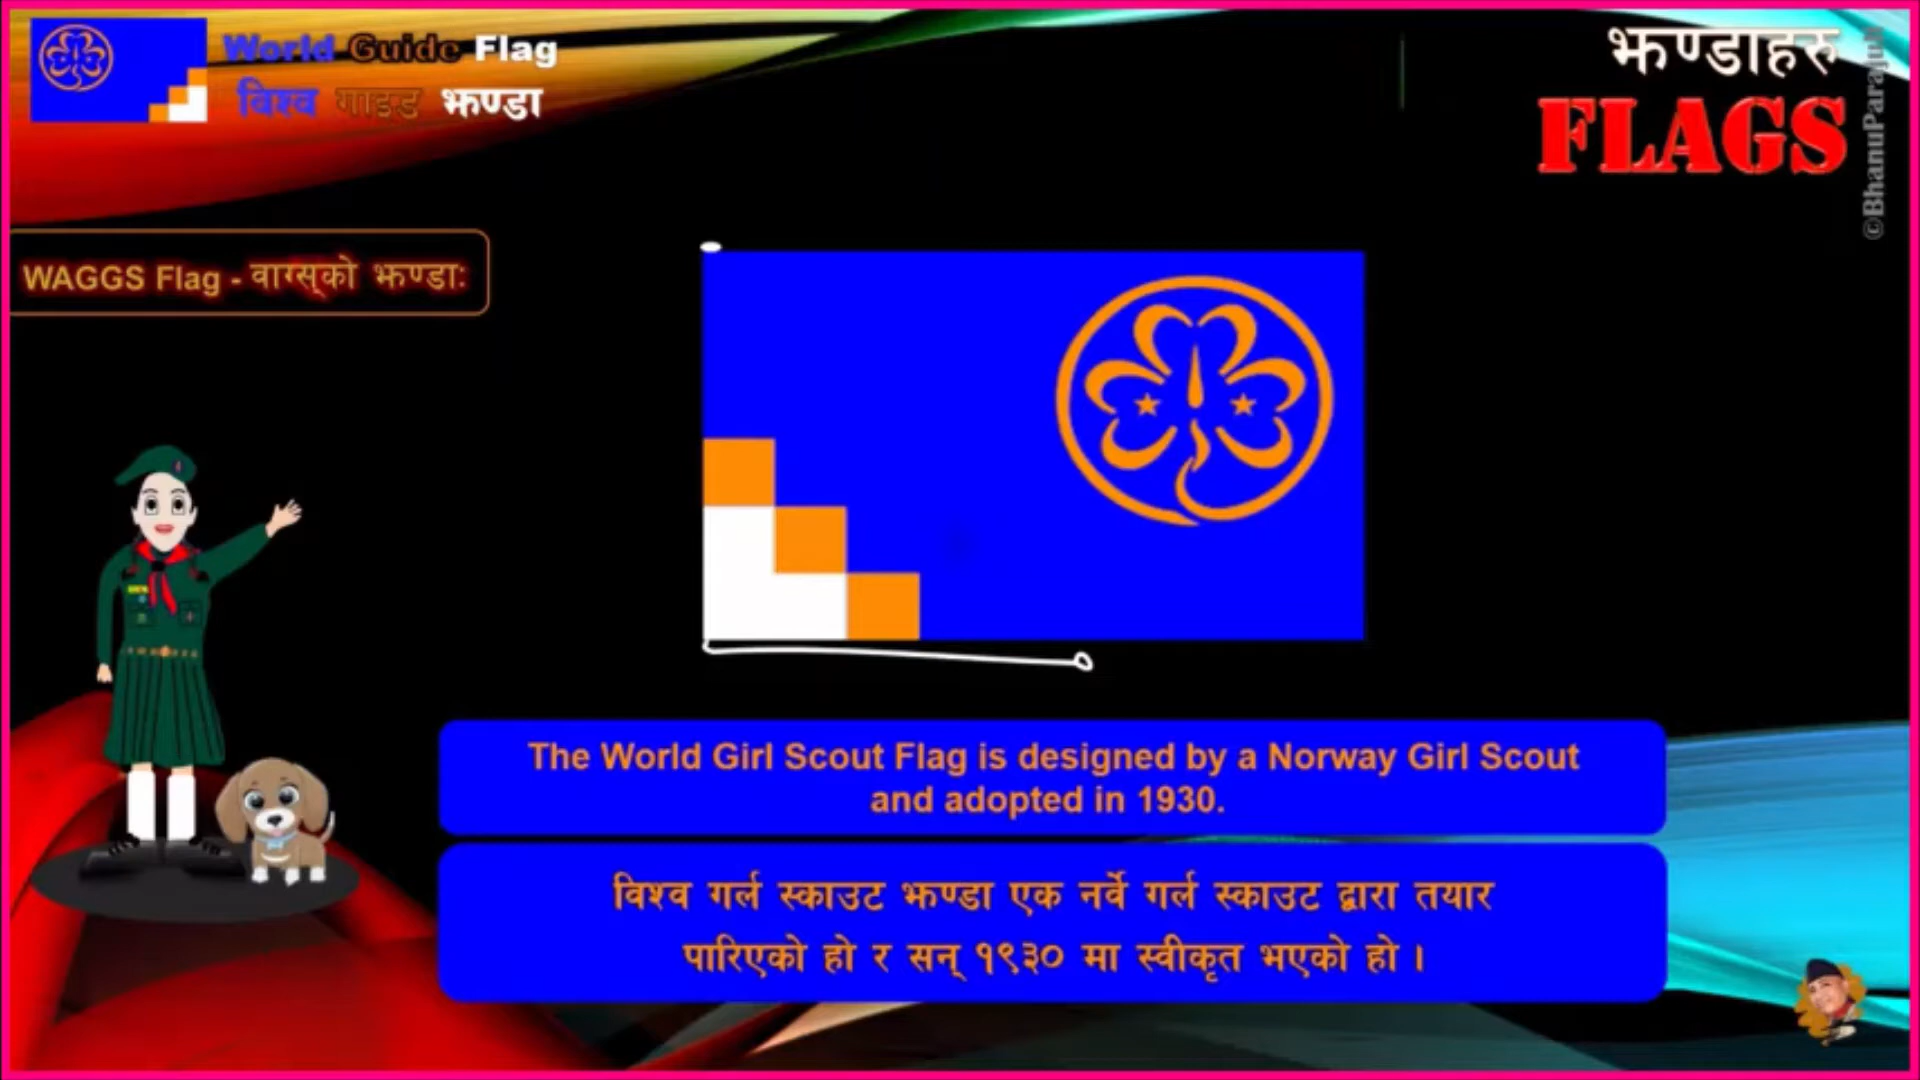 World Guide Flag
विश्व गाइड झण्डा
झण्डाहरु
FLAGS
©BhanuParajuli
WAGGS Flag - वाग्स्को झण्डाः
The World Girl Scout Flag is designed by a Norway Girl Scout
and adopted in 1930.
विश्व गर्ल स्काउट झण्डा एक नर्वे गर्ल स्काउट द्वारा तयार
पारिएको हो र सन् १९३० मा स्वीकृत भएको हो ।